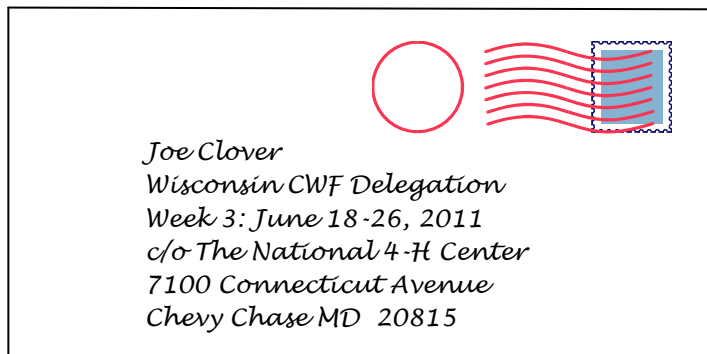 Joe Clover
Wisconsin CWF Delegation
Week 3: June 18-26, 2011
c/o The National 4-H Center
7100 Connecticut Avenue
Chevy Chase MD  20815